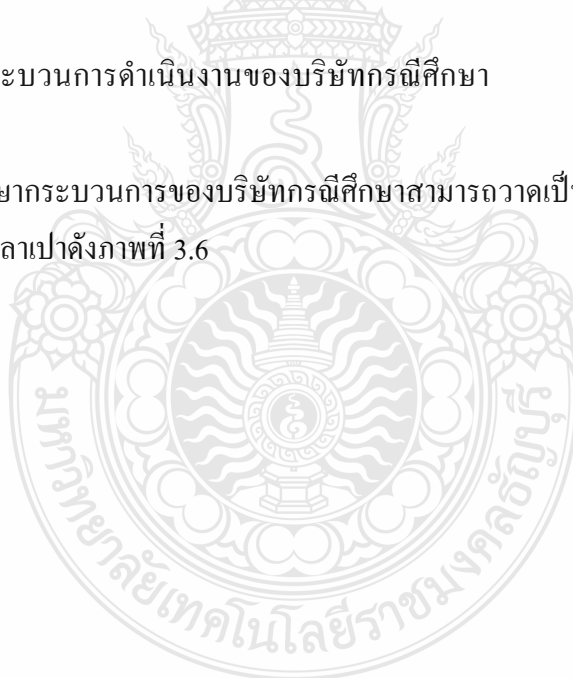 ะบวนการดำเนินงานของบริษัทกรณีศึกษา
ษากระบวนการของบริษัทกรณีศึกษาสามารถวาดเป็
ลาเปาดังภาพที่ 3.6
มหาวิทยาลัยเทคโนโลยีราชมงคลธัญบุรี